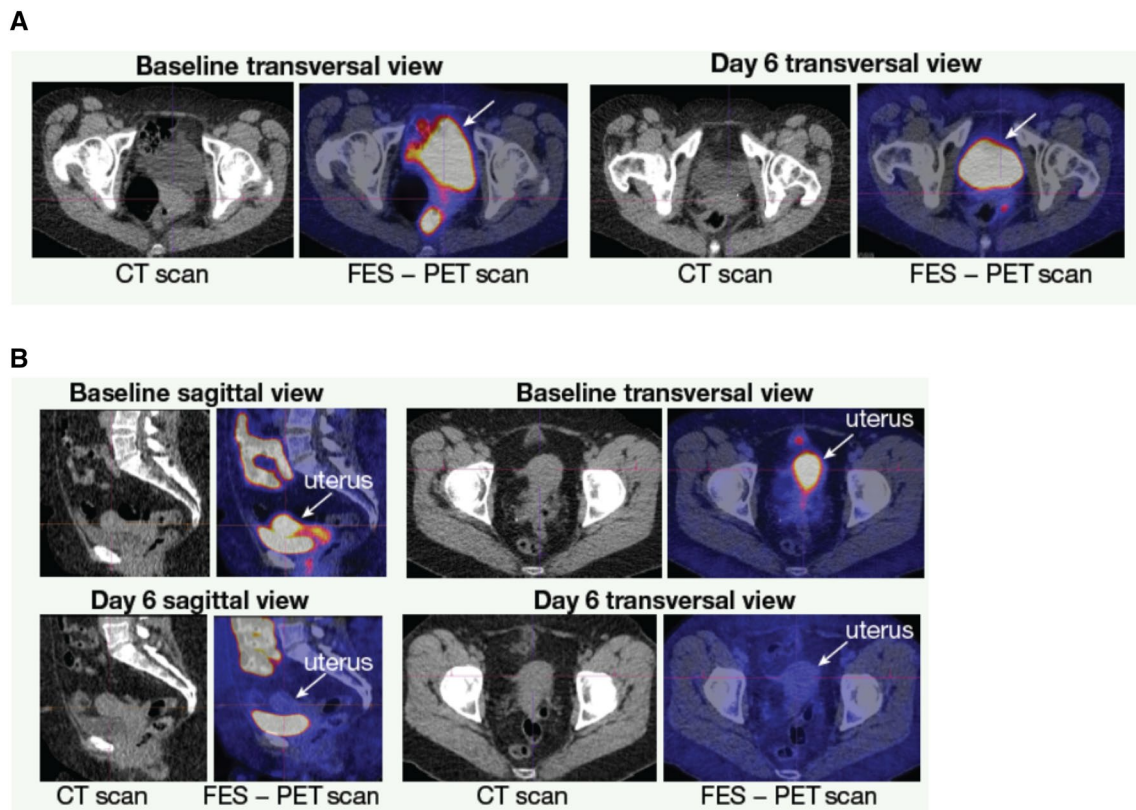 A
Baseline transversal view
Day 6 transversal view
CT scan
FES – PET scan
CT scan
FES – PET scan
B
Baseline sagittal view
Baseline transversal view
uterus
uterus
Day 6 sagittal view
Day 6 transversal view
uterus
uterus
CT scan
FES – PET scan
CT scan
FES – PET scan